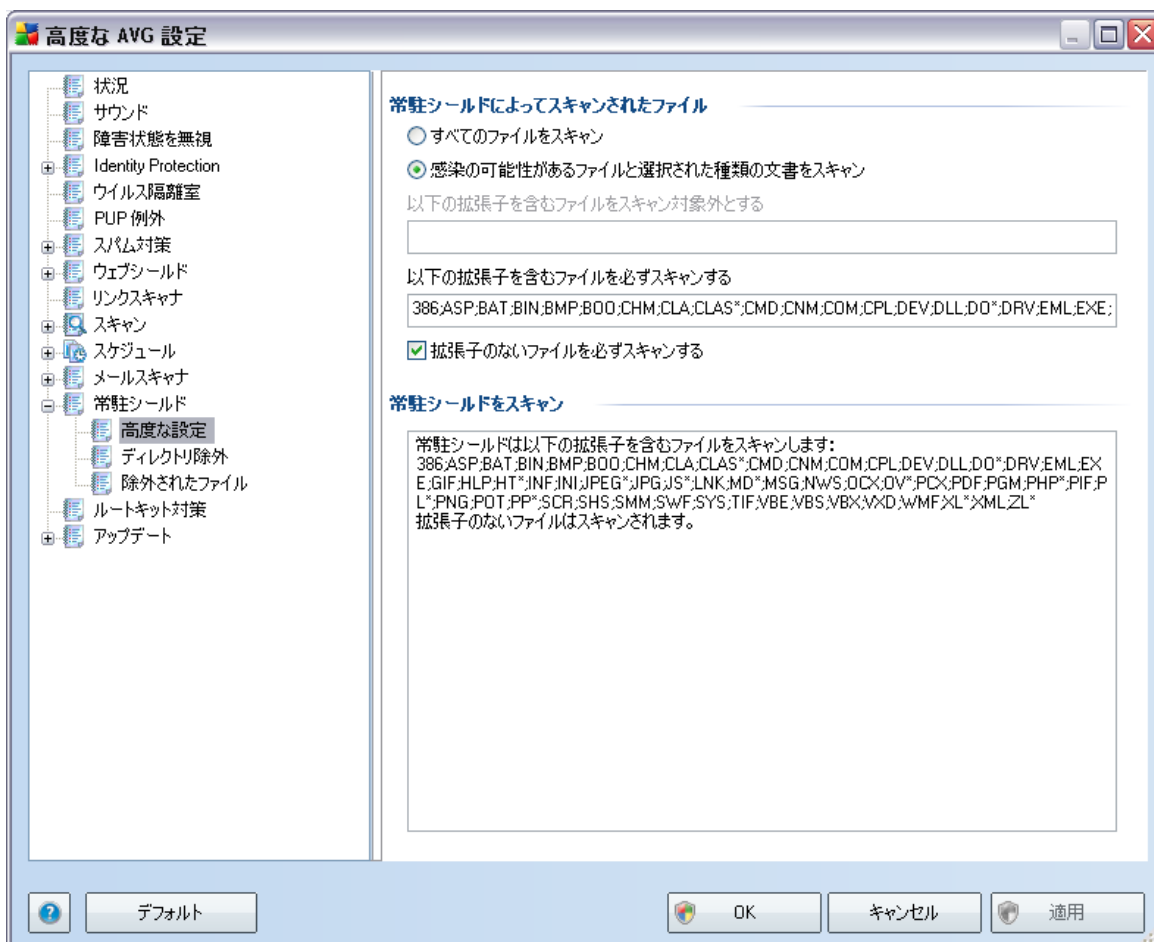 高度な AVG 設定
状況
サウンド
障害状態を無視
Identity Protection
ウイルス隔離室
PUP 例外
スパム対策
ウェブシールド
リンクスキャナ
スキャン
スケジュール
メールスキャナ
常駐シールド
高度な設定
ディレクトリ除外
除外されたファイル
ルートキット対策
アップデート
常駐シールドによってスキャンされたファイル
すべてのファイルをスキャン
感染の可能性があるファイルと選択された種類の文書をスキャン
以下の拡張子を含むファイルをスキャン対象外とする
以下の拡張子を含むファイルを必ずスキャンする
386;ASP;BAT;BIN;BMP;BOO;CHM;CLA;CLAS*;CMD;CNM;COM;CPL;DEV;DLL;DO*;DRV;EML;EXE;
拡張子のないファイルを必ずスキャンする
常駐シールドをスキャン
常駐シールドは以下の拡張子を含むファイルをスキャンします:
386;ASP;BAT;BIN;BMP;BOO;CHM;CLA;CLAS*;CMD;CNM;COM;CPL;DEV;DLL;DO*;DRV;EML;EX
E;GIF;HLP;HT*;INF;INI;JPEG*;JPG;JS*;LNK;MD*;MSG;NWS;OCX;OV*;PCX;PDF;PGM;PHP*;PIF;P
L*;PNG;POT;PP*;SCR;SHS;SMM;SWF;SYS;TIF;VBE;VBS;VBX;VXD;WMF;XL*;XML;ZL*
拡張子のないファイルはスキャンされます。
デフォルト
OK
キャンセル
適用